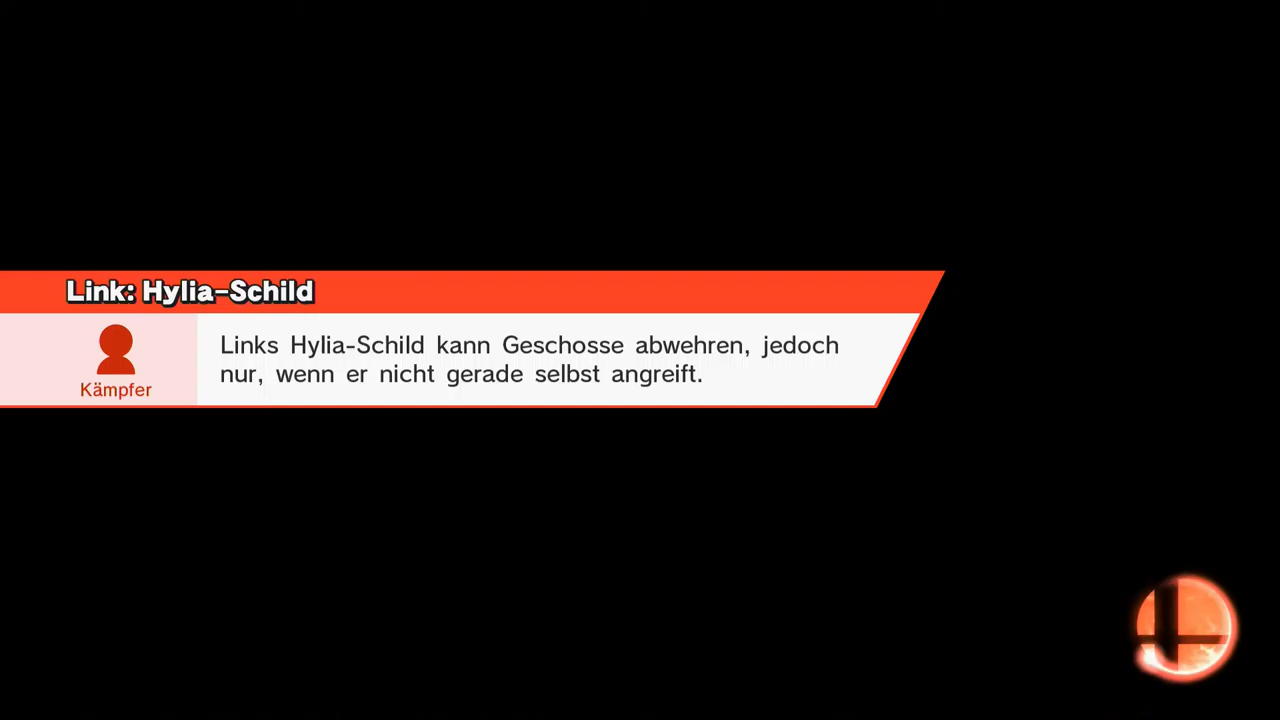 Link: Hylia-Schild
Links Hylia-Schild kann Geschosse abwehren, jedoch
nur, wenn er nicht gerade selbst angreift.
Kämpfer